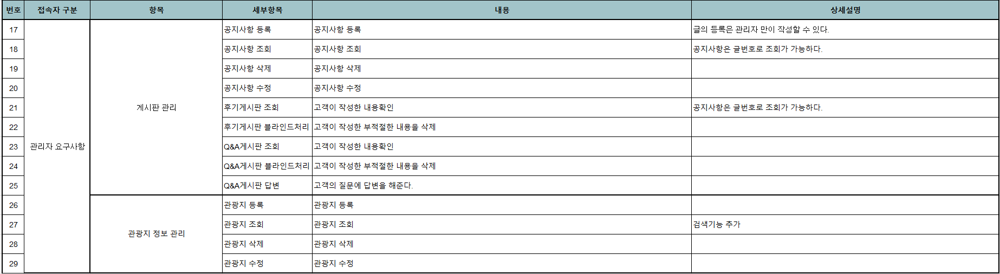 번호 접속자 구분 항목 세부항목 내용 상세설명
17 공지사항 등록 공지사항 등록 글의 등록은 관리자 만이 작성할 수 있다.
18 공지사항 조회 공지사항 조회 공지사항은 글번호로 조회가 가능하다.
19 공지사항 삭제 공지사항 삭제
20 공지사항 수정 공지사항 수정
21 게시판 관리 후기게시판 조회 고객이 작성한 내용확인 공지사항은 글번호로 조회가 가능하다.
22 후기게시판 블라인드처리 고객이 작성한 부적절한 내용을 삭제
23 관리자 요구사항 Q&A게시판 조회 고객이 작성한 내용확인
24 Q&A게시판 블라인드처리 고객이 작성한 부적절한 내용을 삭제
25 Q&A게시판 답변 고객의 질문에 답변을 해준다.
26 관광지 등록 관광지 등록
27 관광지 조회 관광지 조회 검색기능 추가
관광지 정보 관리
28 관광지 삭제 관광지 삭제
29 관광지 수정 관광지 수정